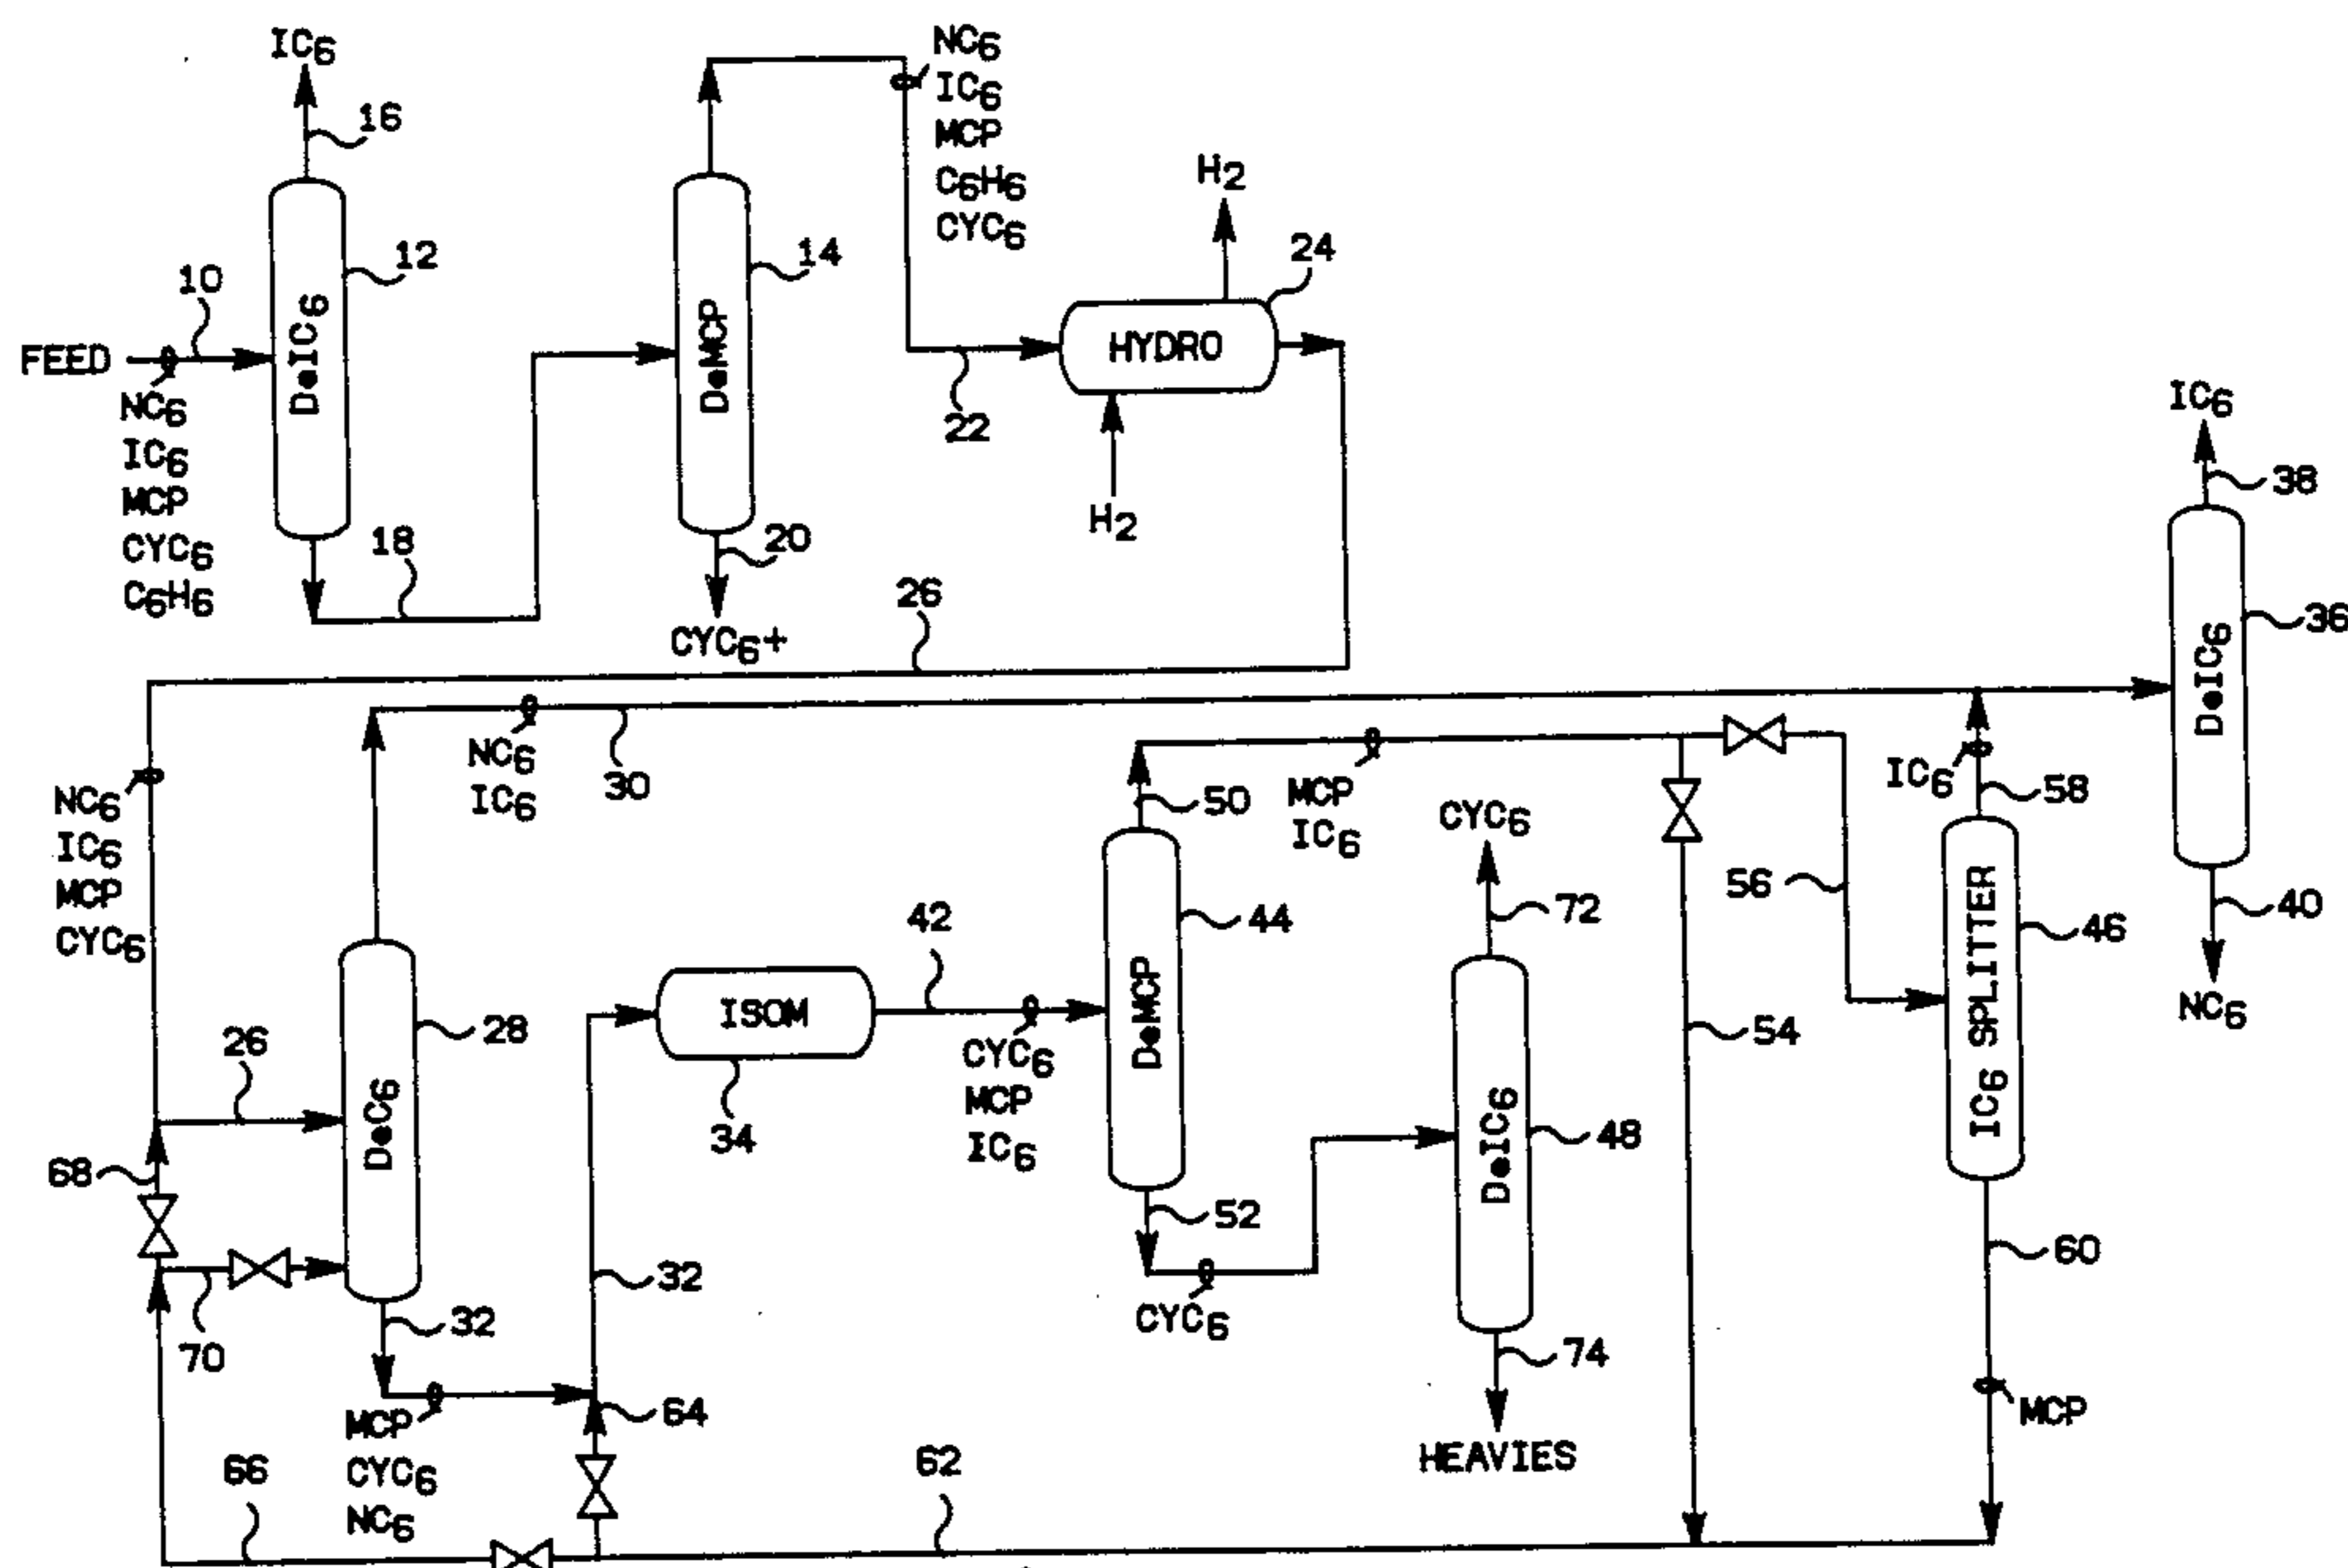 IC6
16
12
10
FEED
NC6
IC6
MCP
CYC6
C6H6
DeIC6
18
DeMCP
14
20
CYC6+
NC6
IC6
MCP
C6H6
CYC6
22
H2
24
HYDRO
H2
26
IC6
38
36
DeIC6
40
NC6
NC6
IC6
MCP
CYC6
NC6
IC6
30
26
28
DeC6
68
70
32
MCP
CYC6
NC6
66
64
62
32
ISOM
34
42
CYC6
MCP
IC6
50
MCP
IC6
44
DeMCP
52
CYC6
CYC6
72
48
DeIC6
74
HEAVIES
54
56
IC6
58
46
IC6 SPLITTER
60
MCP